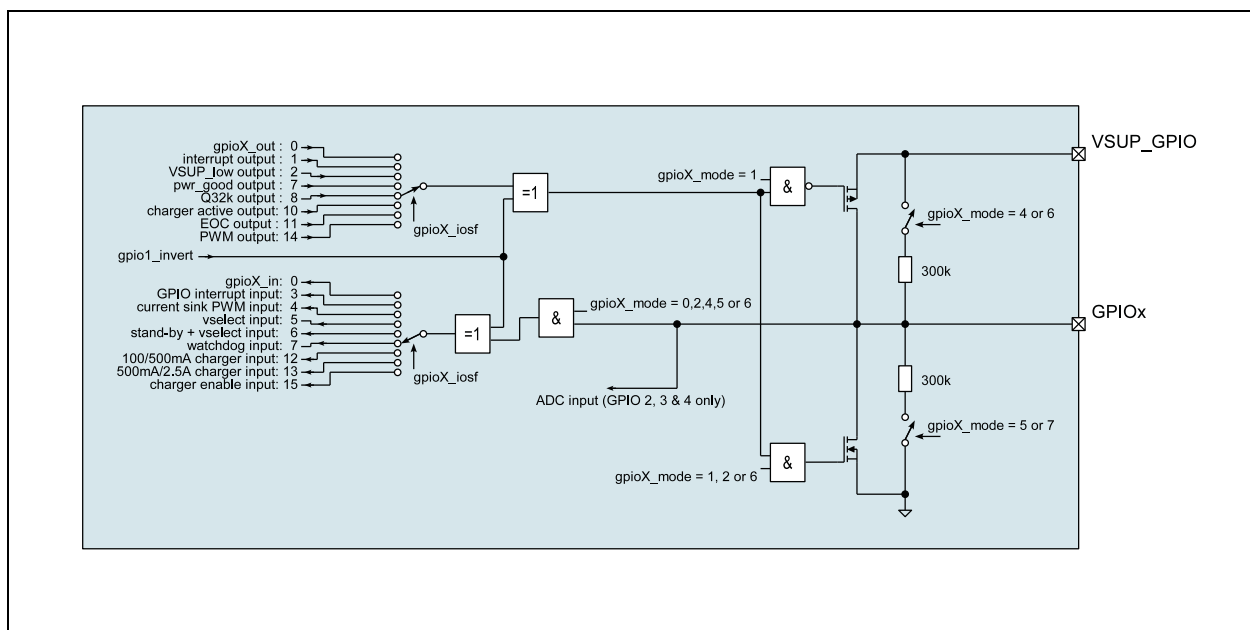 gpioX_out : 0
interrupt output : 1
VSUP_low output : 2
pwr_good output : 7
Q32k output : 8
charger active output: 10
EOC output : 11
PWM output: 14
gpioX_iosf
gpio1_invert
=1
gpioX_mode = 1
&
VSUP_GPIO
gpioX_mode = 4 or 6
300k
gpioX_in: 0
GPIO interrupt input: 3
current sink PWM input: 4
vselect input: 5
stand-by + vselect input: 6
watchdog input: 7
100/500mA charger input: 12
500mA/2.5A charger input: 13
charger enable input: 15
gpioX_iosf
=1
&
gpioX_mode = 0,2,4,5 or 6
GPIOx
ADC input (GPIO 2, 3 & 4 only)
300k
gpioX_mode = 5 or 7
&
gpioX_mode = 1, 2 or 6